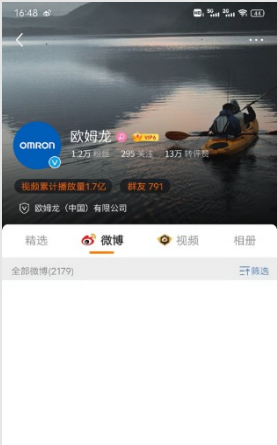 16:48
欧姆龙 VIP6
OMRON
1.2万 粉丝 295 关注 13万 转评赞
视频累计播放量1.7亿 群友 791
欧姆龙（中国）有限公司
精选 微博 视频 相册
全部微博(2179) 筛选